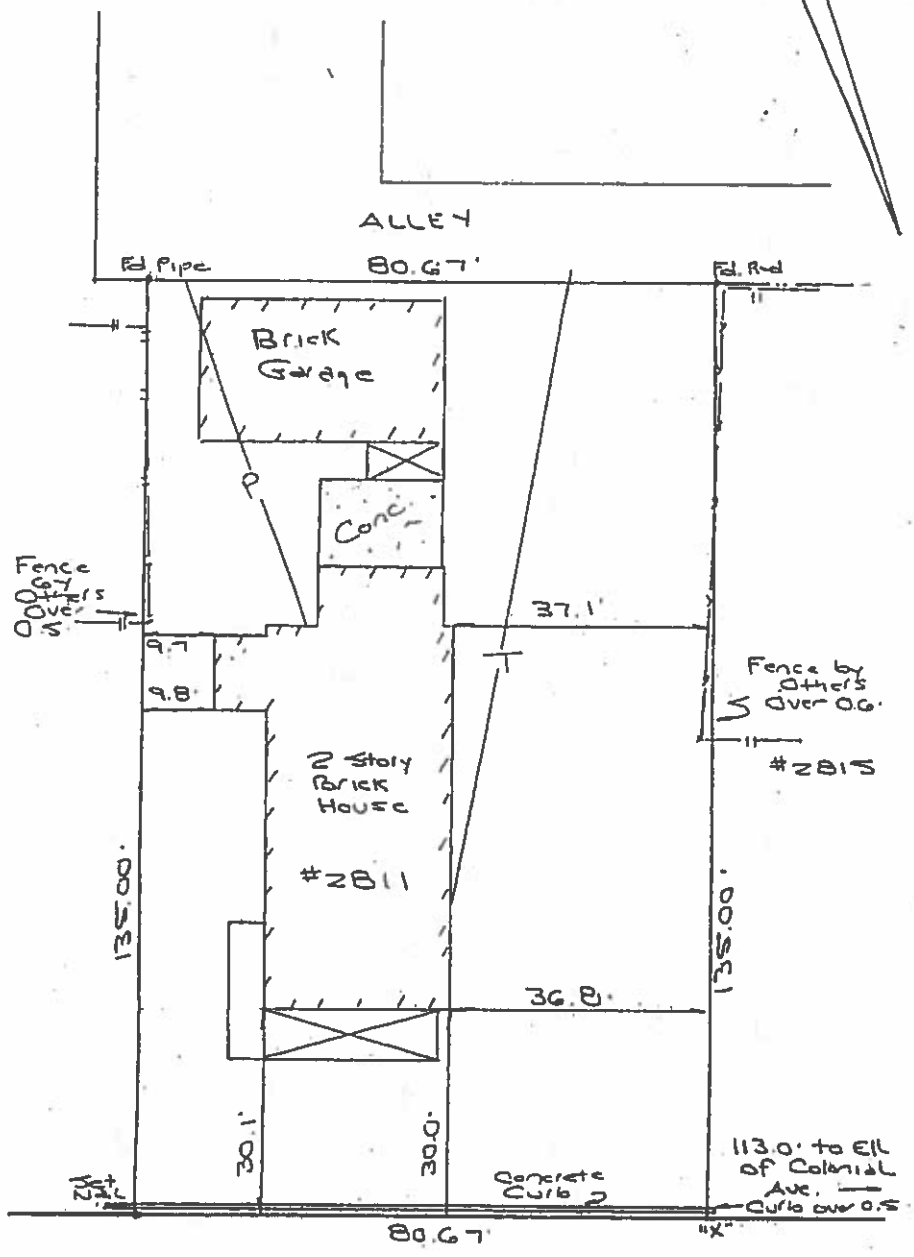 ALLEY
Fd. Pipe
80.67'
Fd. Rod
Brick
Garage
P
Conc.
Fence
by
Others
Over
0.5
37.1'
9.7
9.8
T
Fence by
Others
Over 0.6
#2815
2 Story
Brick
House
#2811
135.00'
135.00'
36.8'
30.1'
30.0'
Set
Nail
Concrete
Curb
113.0' to E/L
of Colonial
Ave.
Curb over 0.5
80.67'
"X"